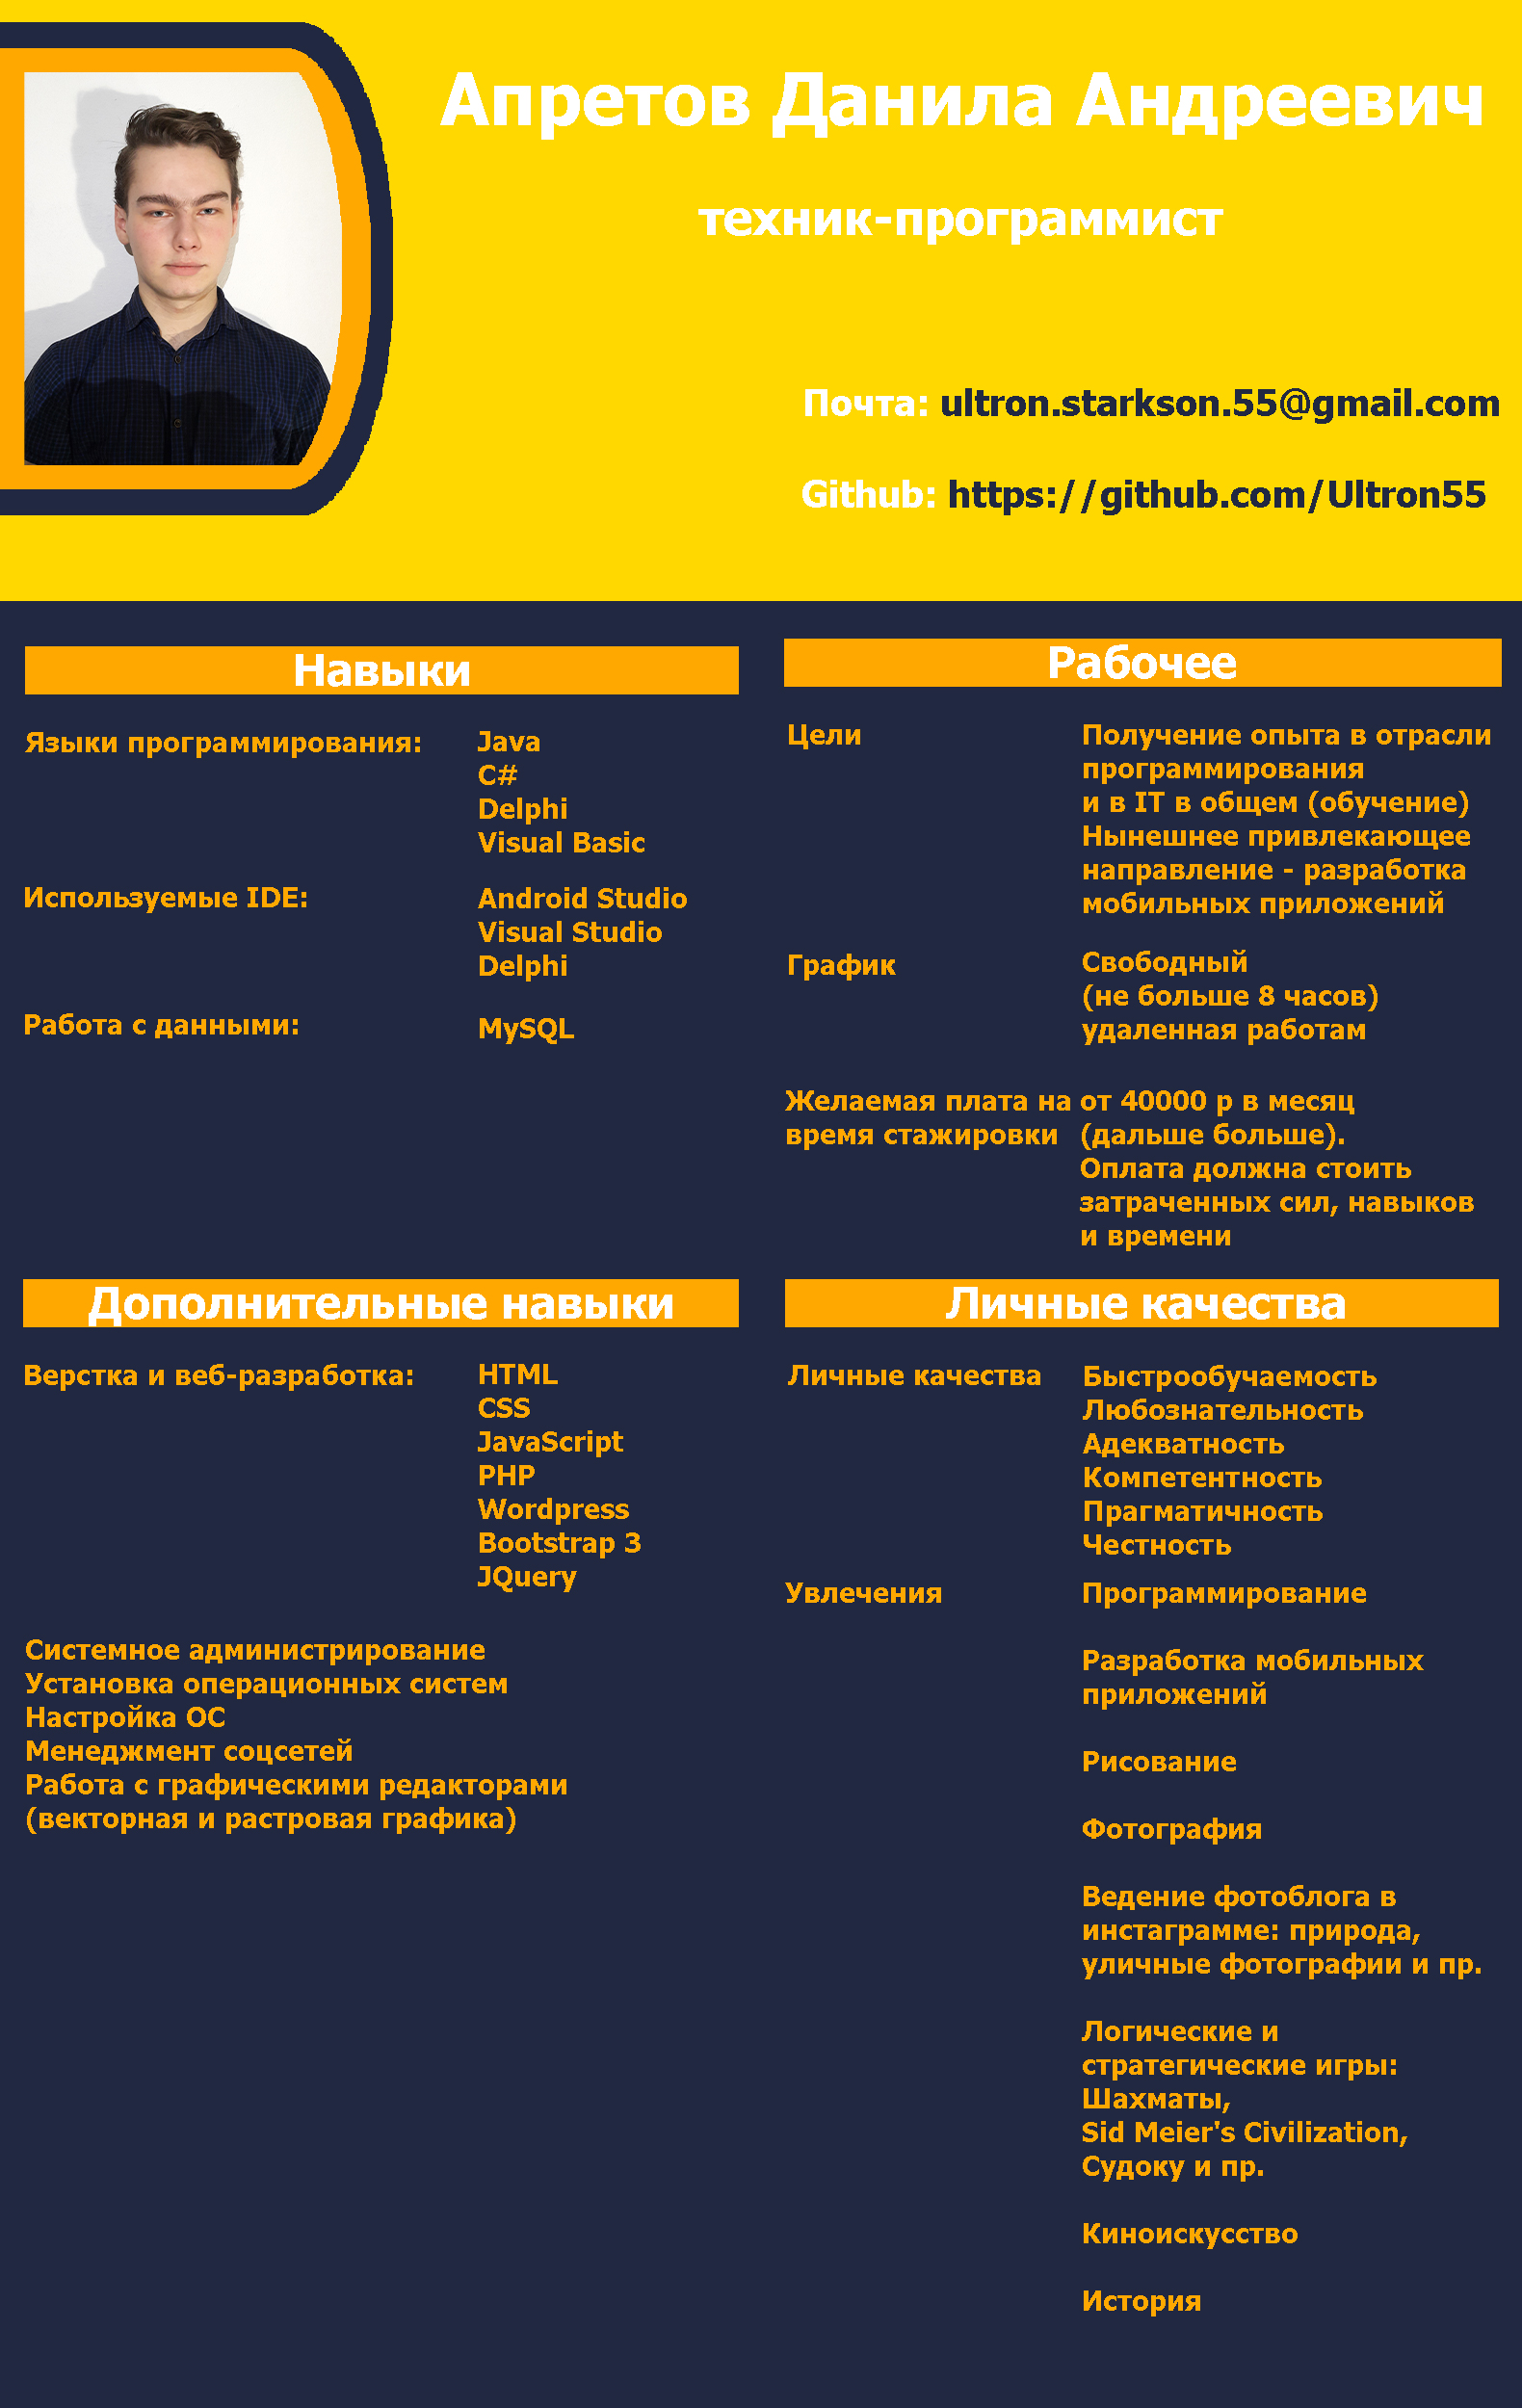 Апретов Данила Андреевич
техник-программист
Почта: ultron.starkson.55@gmail.com
Github: https://github.com/Ultron55
Навыки
Языки программирования:
Java
C#
Delphi
Visual Basic
Используемые IDE:
Android Studio
Visual Studio
Delphi
Работа с данными:
MySQL
Рабочее
Цели
Получение опыта в отрасли
программирования
и в IT в общем (обучение)
Нынешнее привлекающее
направление - разработка
мобильных приложений
График
Свободный
(не больше 8 часов)
удаленная работам
Желаемая плата на
время стажировки
от 40000 р в месяц
(дальше больше).
Оплата должна стоить
затраченных сил, навыков
и времени
Дополнительные навыки
Верстка и веб-разработка:
HTML
CSS
JavaScript
PHP
Wordpress
Bootstrap 3
JQuery
Системное администрирование
Установка операционных систем
Настройка ОС
Менеджмент соцсетей
Работа с графическими редакторами
(векторная и растровая графика)
Личные качества
Личные качества
Быстрообучаемость
Любознательность
Адекватность
Компетентность
Прагматичность
Честность
Увлечения
Программирование
Разработка мобильных
приложений
Рисование
Фотография
Ведение фотоблога в
инстаграмме: природа,
уличные фотографии и пр.
Логические и
стратегические игры:
Шахматы,
Sid Meier's Civilization,
Судоку и пр.
Киноискусство
История